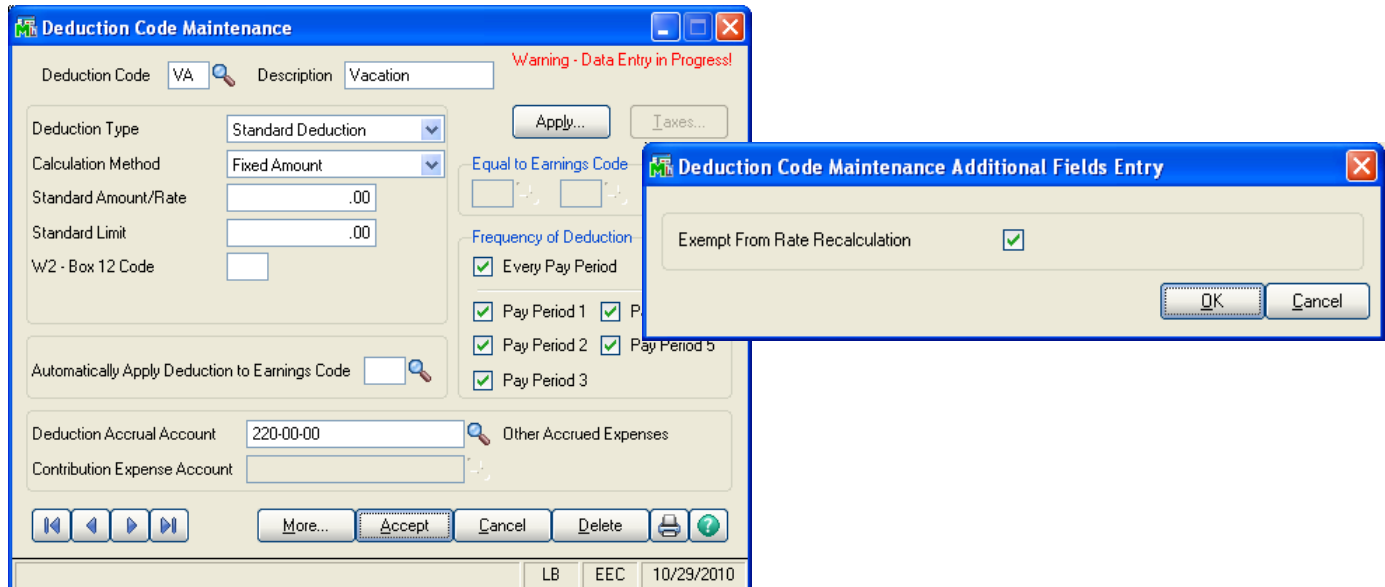 Deduction Code Maintenance
Warning - Data Entry in Progress!
Deduction Code VA Description Vacation
Deduction Type Standard Deduction
Calculation Method Fixed Amount
Standard Amount/Rate .00
Standard Limit .00
W2 - Box 12 Code
Apply... Taxes...
Equal to Earnings Code
Frequency of Deduction
Every Pay Period
Pay Period 1
Pay Period 2 Pay Period 5
Pay Period 3
Automatically Apply Deduction to Earnings Code
Deduction Accrual Account 220-00-00 Other Accrued Expenses
Contribution Expense Account
More... Accept Cancel Delete
LB EEC 10/29/2010
Deduction Code Maintenance Additional Fields Entry
Exempt From Rate Recalculation
OK Cancel